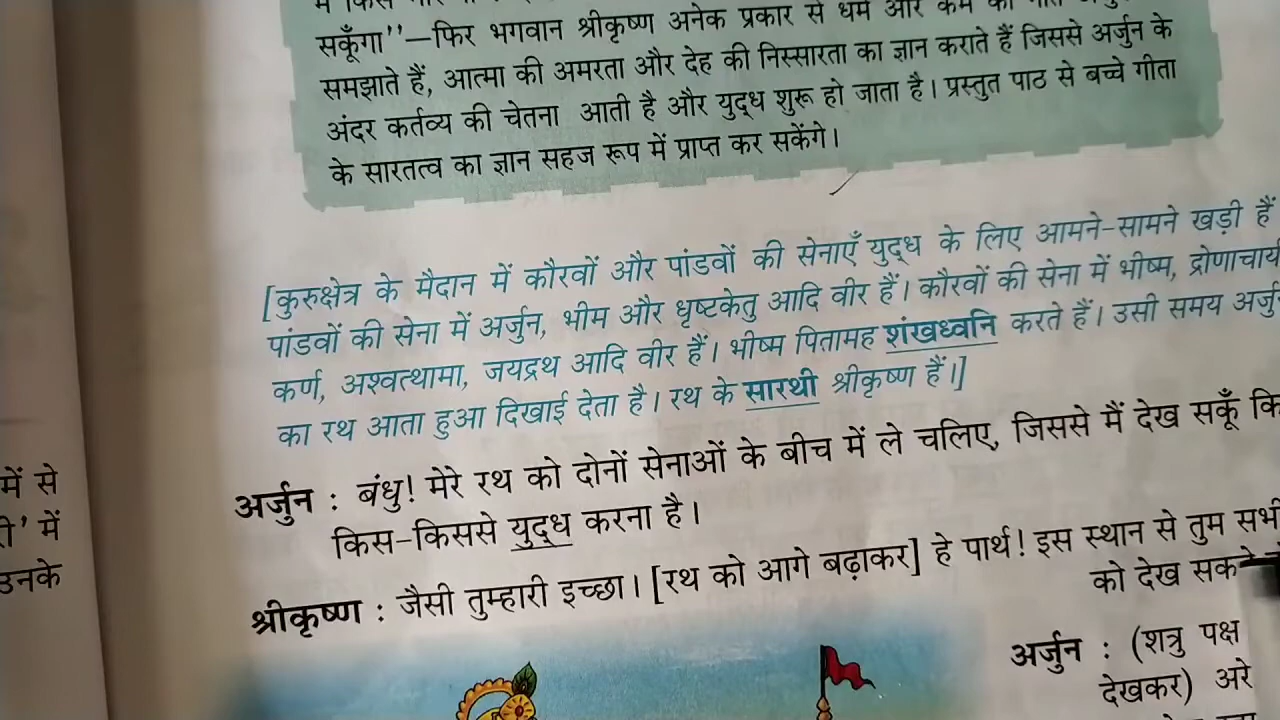 सकूँगा”–फिर भगवान श्रीकृष्ण अनेक प्रकार से धर्म और कर्म
समझाते हैं, आत्मा की अमरता और देह की निस्सारता का ज्ञान कराते हैं जिससे अर्जुन के
अंदर कर्तव्य की चेतना आती है और युद्ध शुरू हो जाता है। प्रस्तुत पाठ से बच्चे गीता
के सारतत्व का ज्ञान सहज रूप में प्राप्त कर सकेंगे।
[कुरुक्षेत्र के मैदान में कौरवों और पांडवों की सेनाएँ युद्ध के लिए आमने-सामने खड़ी हैं
पांडवों की सेना में अर्जुन, भीम और धृष्टकेतु आदि वीर हैं। कौरवों की सेना में भीष्म, द्रोणाचार्य
कर्ण, अश्वत्थामा, जयद्रथ आदि वीर हैं। भीष्म पितामह शंखध्वनि करते हैं। उसी समय अर्जु
का रथ आता हुआ दिखाई देता है। रथ के सारथी श्रीकृष्ण हैं।]
अर्जुन : बंधु! मेरे रथ को दोनों सेनाओं के बीच में ले चलिए, जिससे मैं देख सकूँ कि
किस-किससे युद्ध करना है।
श्रीकृष्ण : जैसी तुम्हारी इच्छा। [रथ को आगे बढ़ाकर] हे पार्थ! इस स्थान से तुम सभी
को देख सकते
अर्जुन : (शत्रु पक्ष
देखकर) अरे
में से
में
उनके